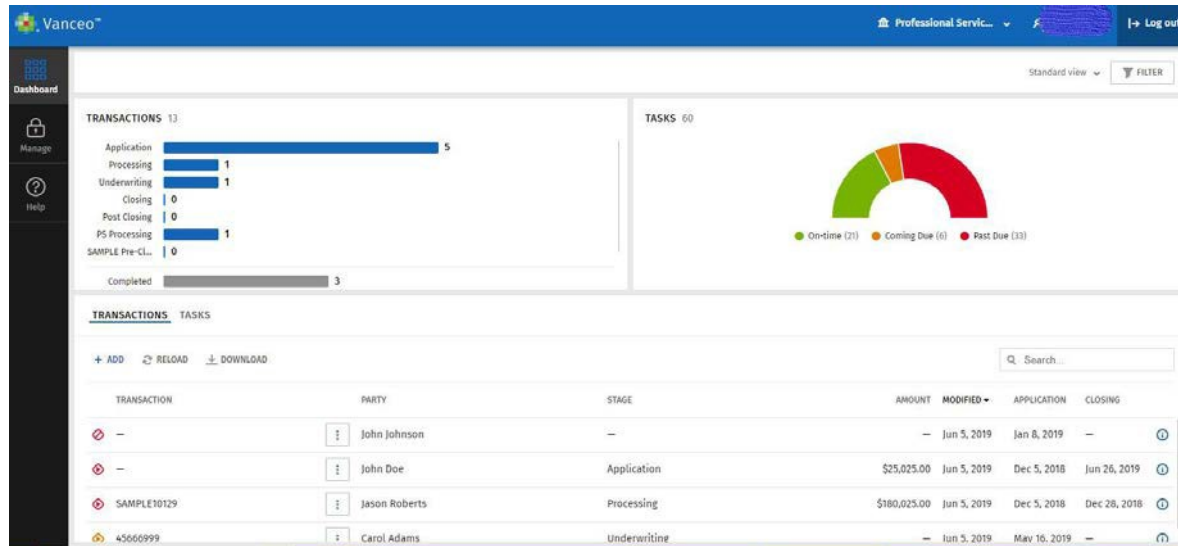 Vanceo™
Professional Servic...
Log out
Dashboard
Manage
Help
Standard view
FILTER
TRANSACTIONS 13
Application 5
Processing 1
Underwriting 1
Closing 0
Post Closing 0
PS Processing 1
SAMPLE Pre-Cl... 0
Completed 3
TASKS 60
On-time (21) Coming Due (6) Past Due (33)
TRANSACTIONS TASKS
+ ADD RELOAD DOWNLOAD
Search...
TRANSACTION PARTY STAGE AMOUNT MODIFIED APPLICATION CLOSING
— John Johnson — — Jun 5, 2019 Jan 8, 2019 —
— John Doe Application $25,025.00 Jun 5, 2019 Dec 5, 2018 Jun 26, 2019
SAMPLE10129 Jason Roberts Processing $180,025.00 Jun 5, 2019 Dec 5, 2018 Dec 28, 2018
45666999 Carol Adams Underwriting — Jun 5, 2019 May 16, 2019 —